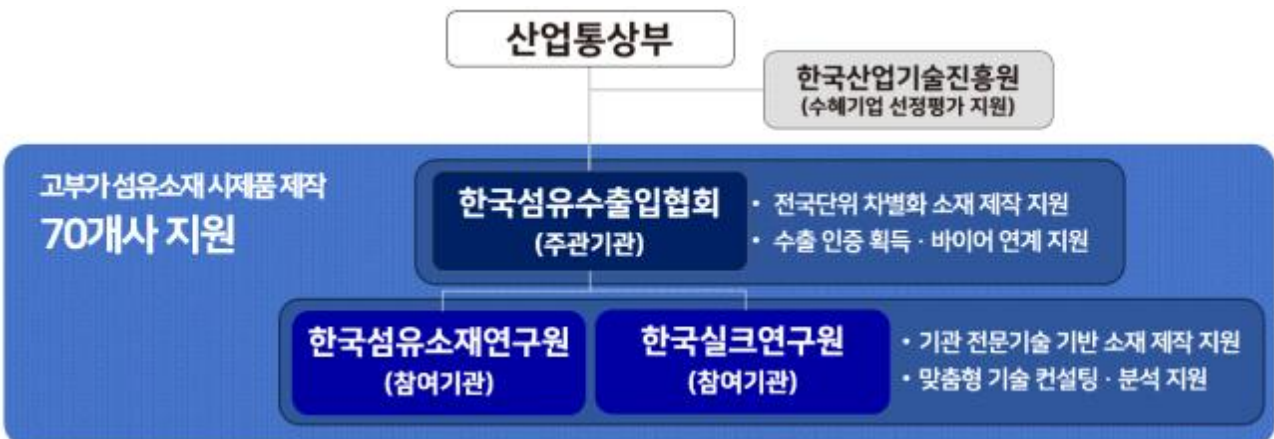 산업통상부
한국산업기술진흥원
(수혜기업 선정평가 지원)
고부가 섬유소재 시제품 제작
70개사 지원
한국섬유수출입협회
(주관기관)
• 전국단위 차별화 소재 제작 지원
• 수출 인증 획득 · 바이어 연계 지원
한국섬유소재연구원
(참여기관)
한국실크연구원
(참여기관)
• 기관 전문기술 기반 소재 제작 지원
• 맞춤형 기술 컨설팅 · 분석 지원